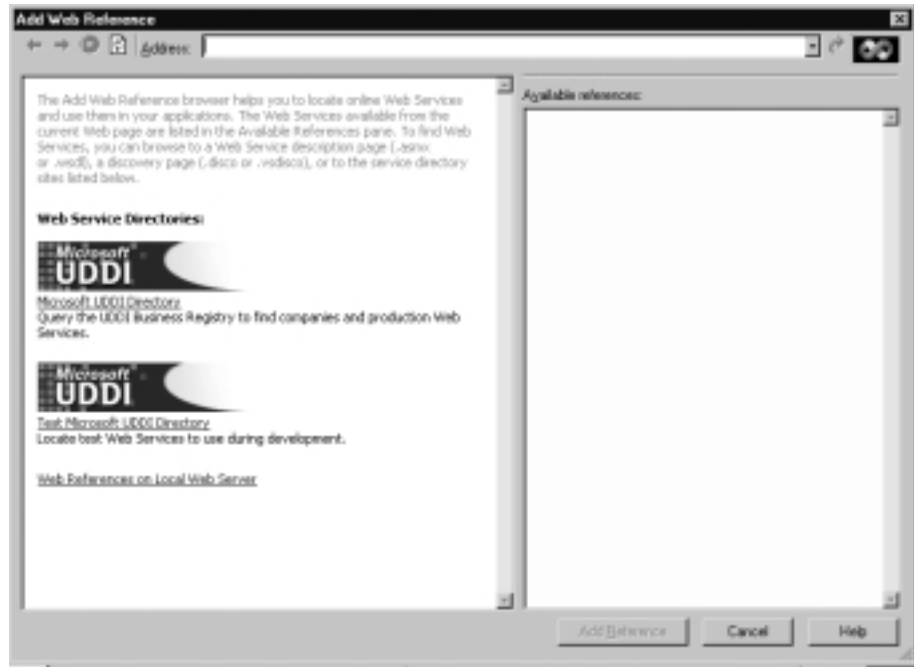 Add Web Reference
Address:
The Add Web Reference browser helps you to locate online Web Services
and use them in your applications. The Web Services available from the
current Web page are listed in the Available References pane. To find Web
Services, you can browse to a Web Service description page (.asmx
or .wsdl), a discovery page (.disco or .vsdisco), or to the service directory
sites listed below.
Available references:
Web Service Directories:
Microsoft
UDDI
Microsoft UDDI Directory
Query the UDDI Business Registry to find companies and production Web
Services.
Microsoft
UDDI
Test Microsoft UDDI Directory
Locate test Web Services to use during development.
Web References on Local Web Server
Add Reference
Cancel
Help